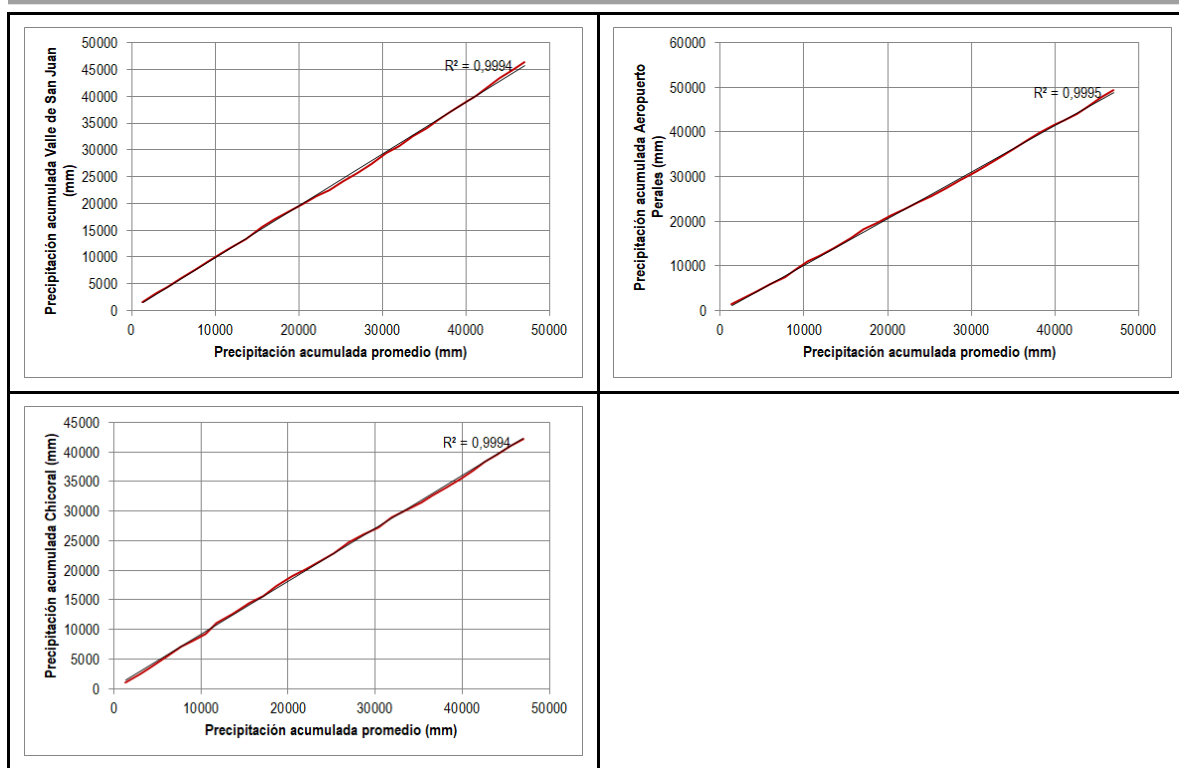 50000
45000
40000
35000
30000
25000
20000
15000
10000
5000
0
R² = 0,9994
Precipitación acumulada Valle de San Juan
(mm)
0 10000 20000 30000 40000 50000
Precipitación acumulada promedio (mm)
60000
50000
40000
30000
20000
10000
0
R² = 0,9995
Precipitación acumulada Aeropuerto
Perales (mm)
0 10000 20000 30000 40000 50000
Precipitación acumulada promedio (mm)
45000
40000
35000
30000
25000
20000
15000
10000
5000
0
R² = 0,9994
Precipitación acumulada Chicoral (mm)
0 10000 20000 30000 40000 50000
Precipitación acumulada promedio (mm)